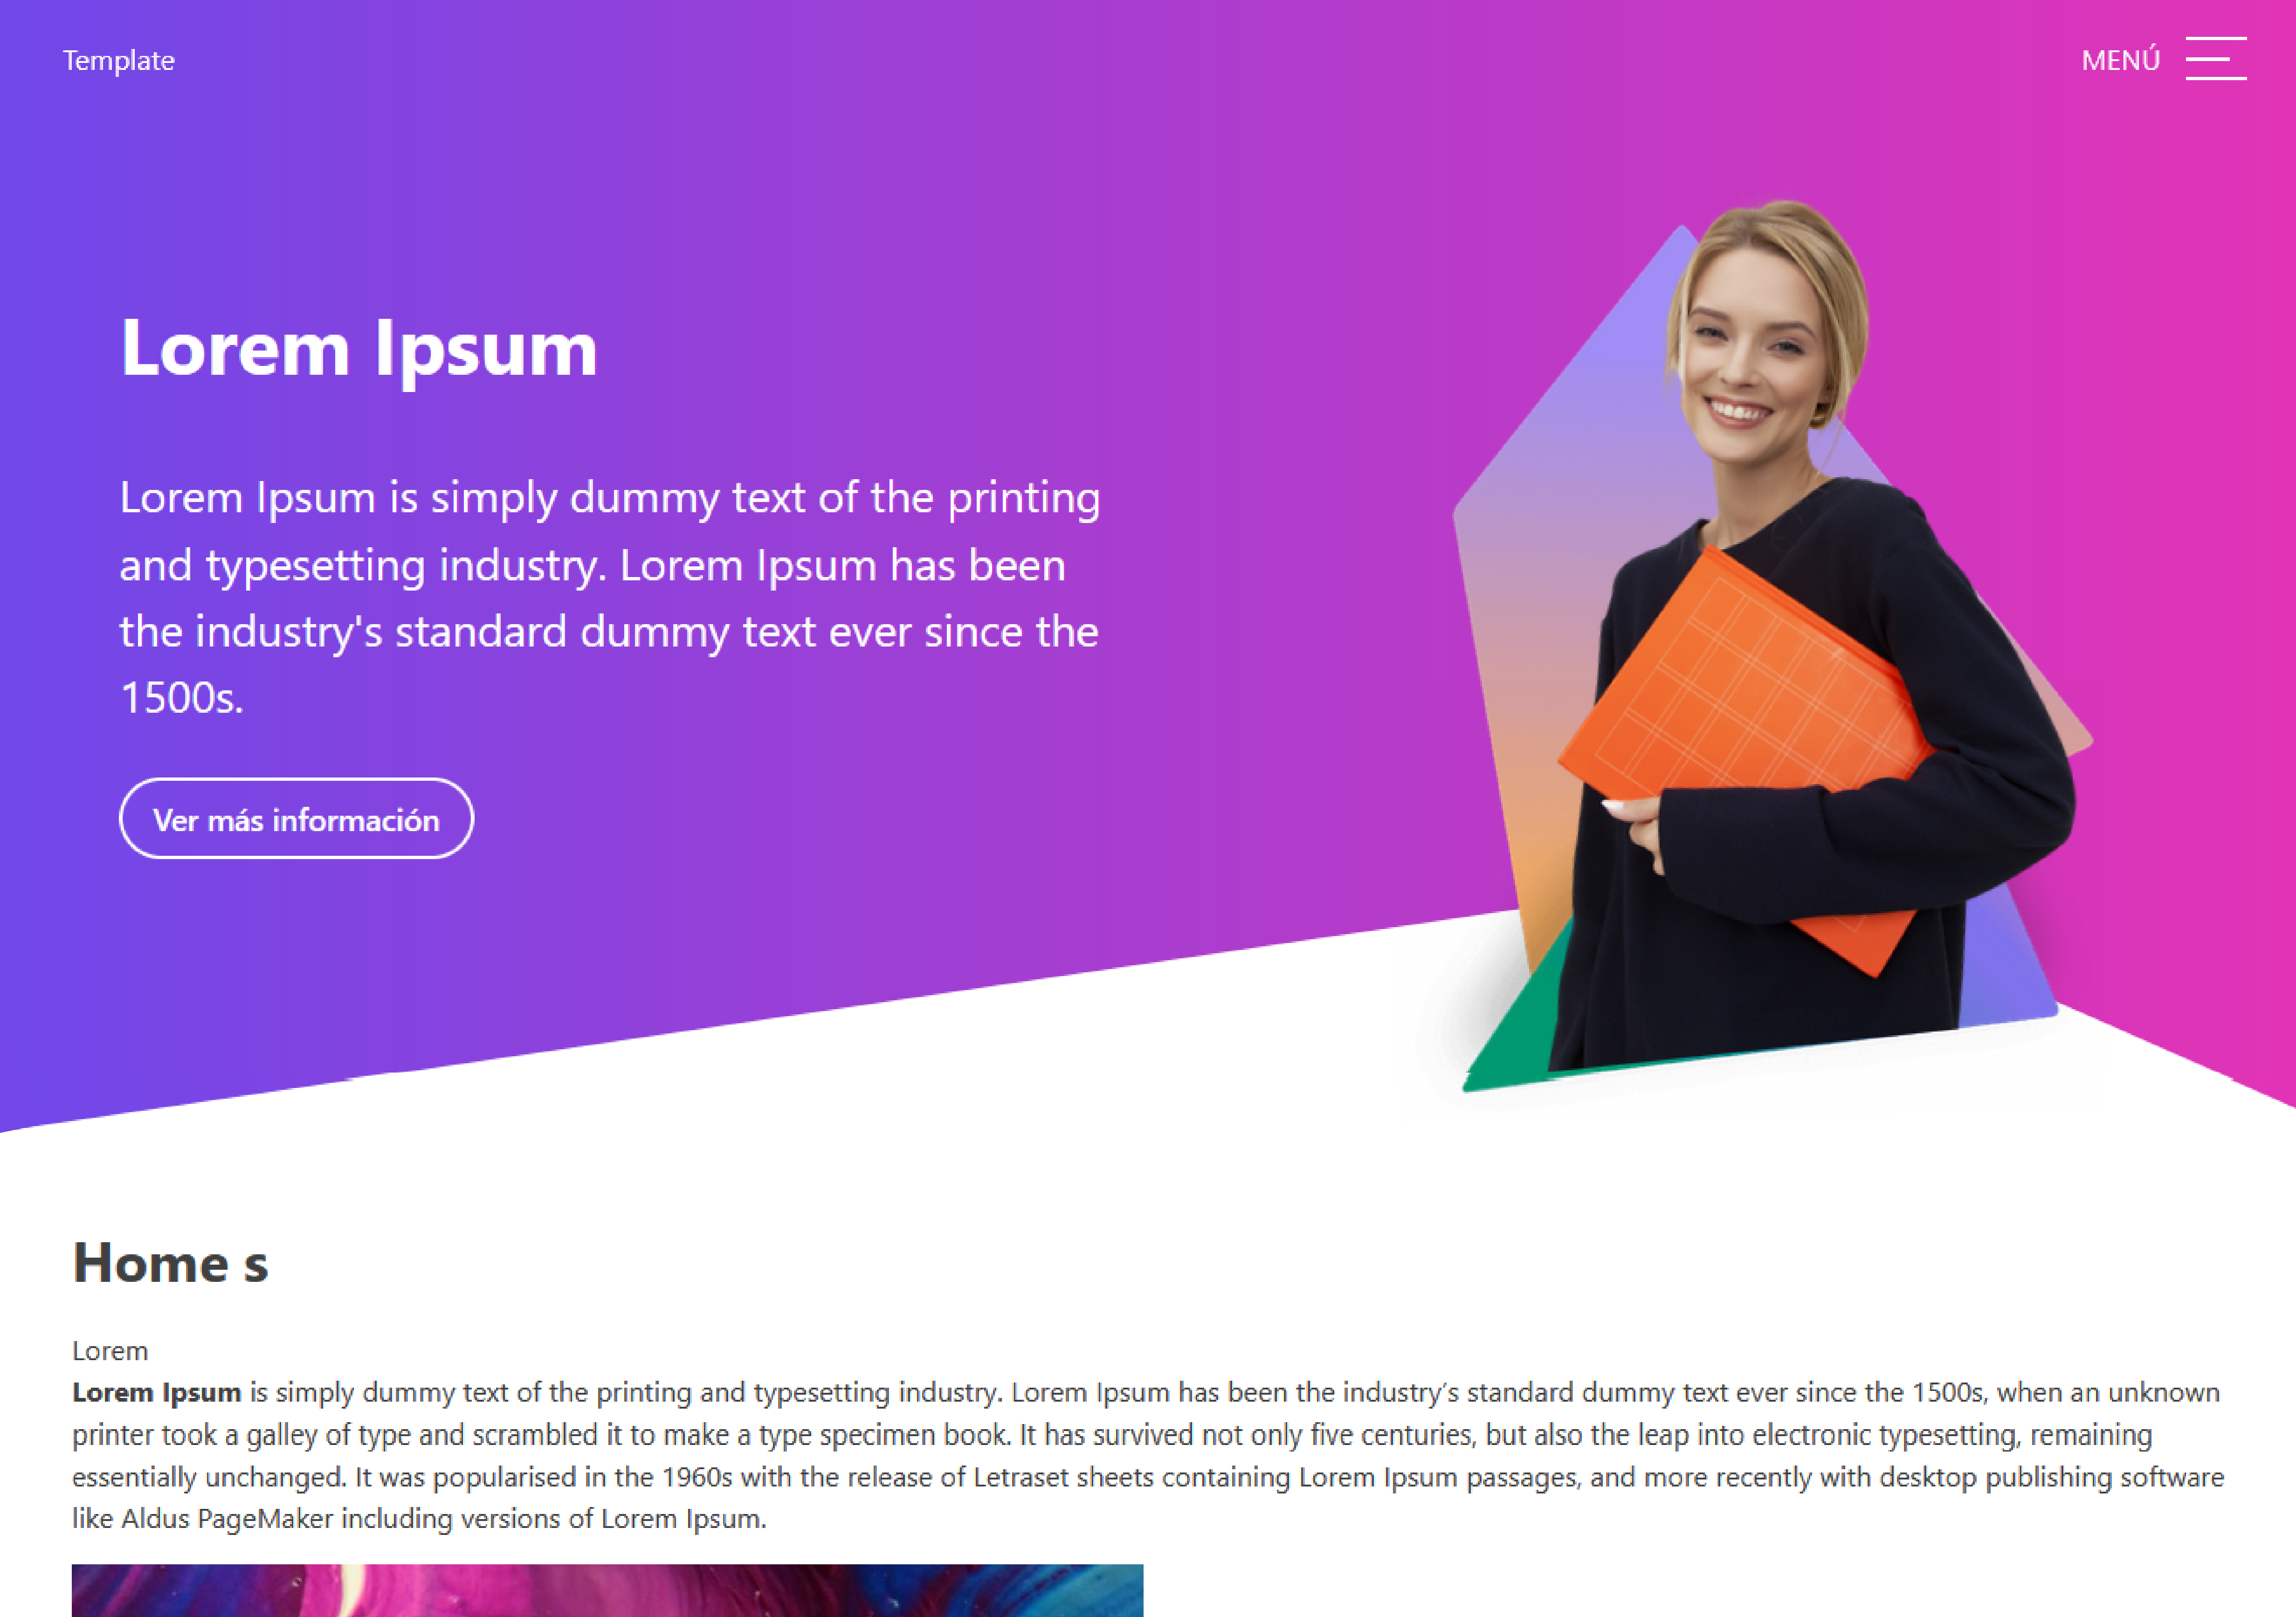 Template
MENÚ
Lorem Ipsum
Lorem Ipsum is simply dummy text of the printing
and typesetting industry. Lorem Ipsum has been
the industry's standard dummy text ever since the
1500s.
Ver más información
Home s
Lorem
Lorem Ipsum is simply dummy text of the printing and typesetting industry. Lorem Ipsum has been the industry’s standard dummy text ever since the 1500s, when an unknown
printer took a galley of type and scrambled it to make a type specimen book. It has survived not only five centuries, but also the leap into electronic typesetting, remaining
essentially unchanged. It was popularised in the 1960s with the release of Letraset sheets containing Lorem Ipsum passages, and more recently with desktop publishing software
like Aldus PageMaker including versions of Lorem Ipsum.